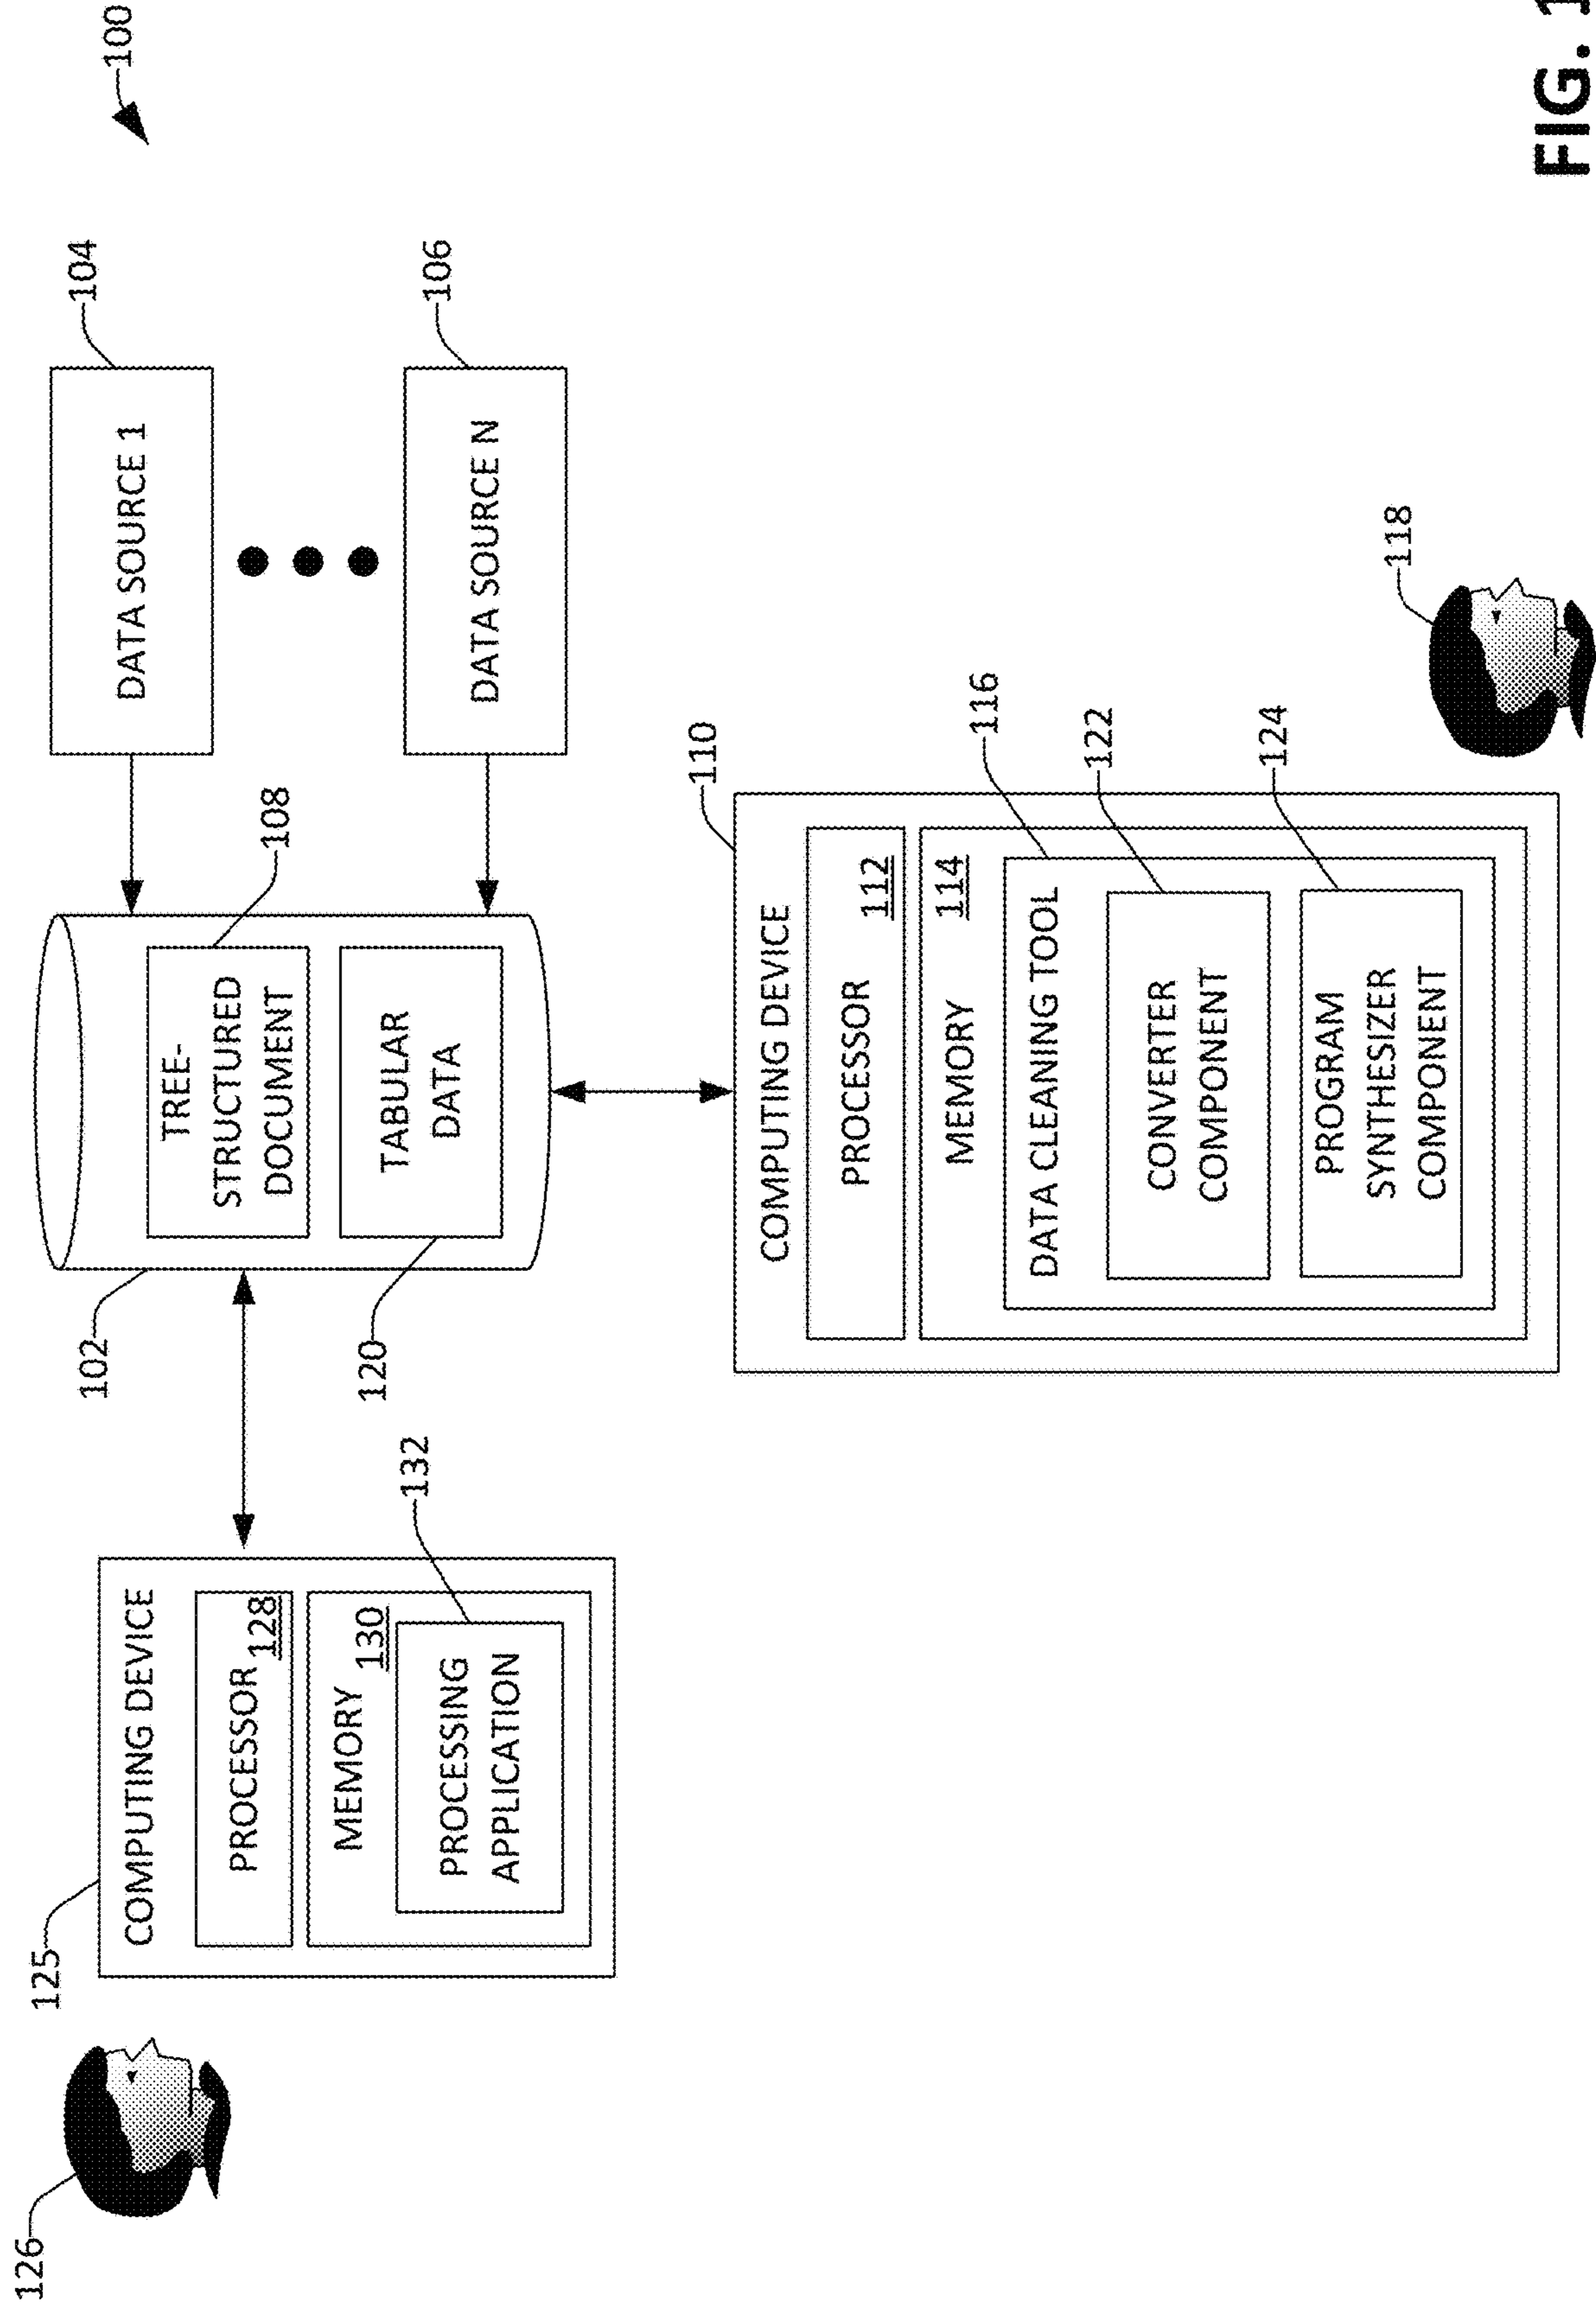 100
126
125
COMPUTING DEVICE
PROCESSOR
128
MEMORY
130
PROCESSING
APPLICATION
132
102
TREE-
STRUCTURED
DOCUMENT
108
TABULAR
DATA
120
DATA SOURCE 1
104
DATA SOURCE N
106
110
COMPUTING DEVICE
PROCESSOR
112
MEMORY
114
DATA CLEANING TOOL
116
CONVERTER
COMPONENT
122
PROGRAM
SYNTHESIZER
COMPONENT
124
118
FIG. 1